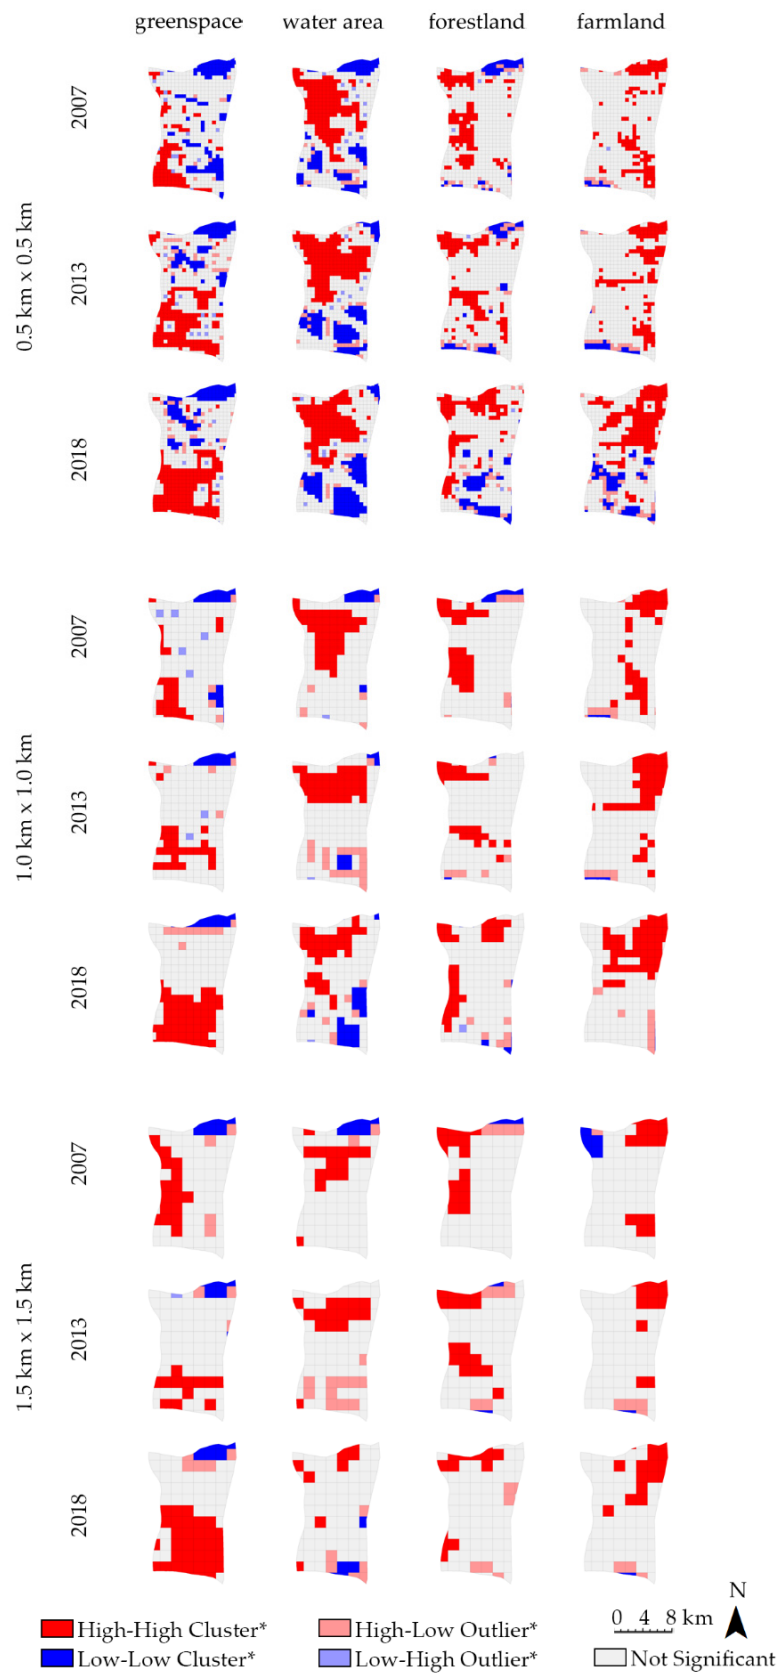 greenspace water area forestland farmland
0.5 km x 0.5 km
2007
2013
2018
1.0 km x 1.0 km
2007
2013
2018
1.5 km x 1.5 km
2007
2013
2018
High-High Cluster* High-Low Outlier* 0 4 8 km N
Low-Low Cluster* Low-High Outlier* Not Significant